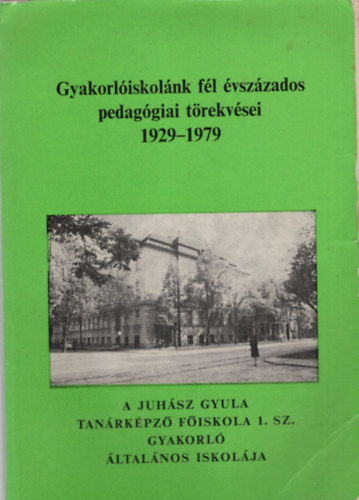 Gyakorlóiskolánk fél évszázados
pedagógiai törekvései
1929–1979
A JUHÁSZ GYULA
TANÁRKÉPZŐ FŐISKOLA 1. SZ.
GYAKORLÓ
ÁLTALÁNOS ISKOLÁJA